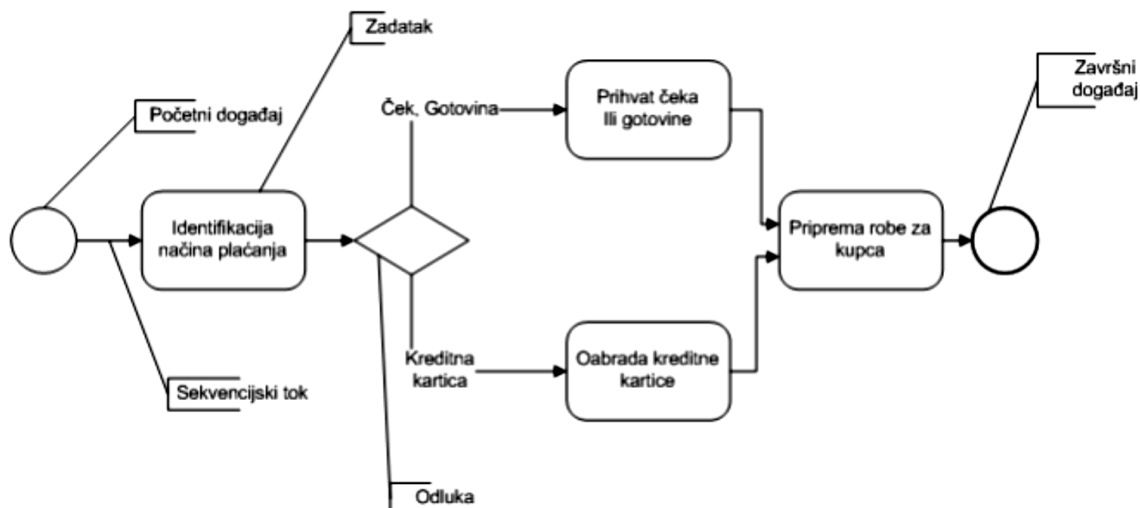 Zadatak
Početni događaj
Završni
događaj
Ček, Gotovina
Prihvat čeka
Ili gotovine
Identifikacija
načina plaćanja
Priprema robe za
kupca
Kreditna
kartica
Oabrada kreditne
kartice
Sekvencijski tok
Odluka